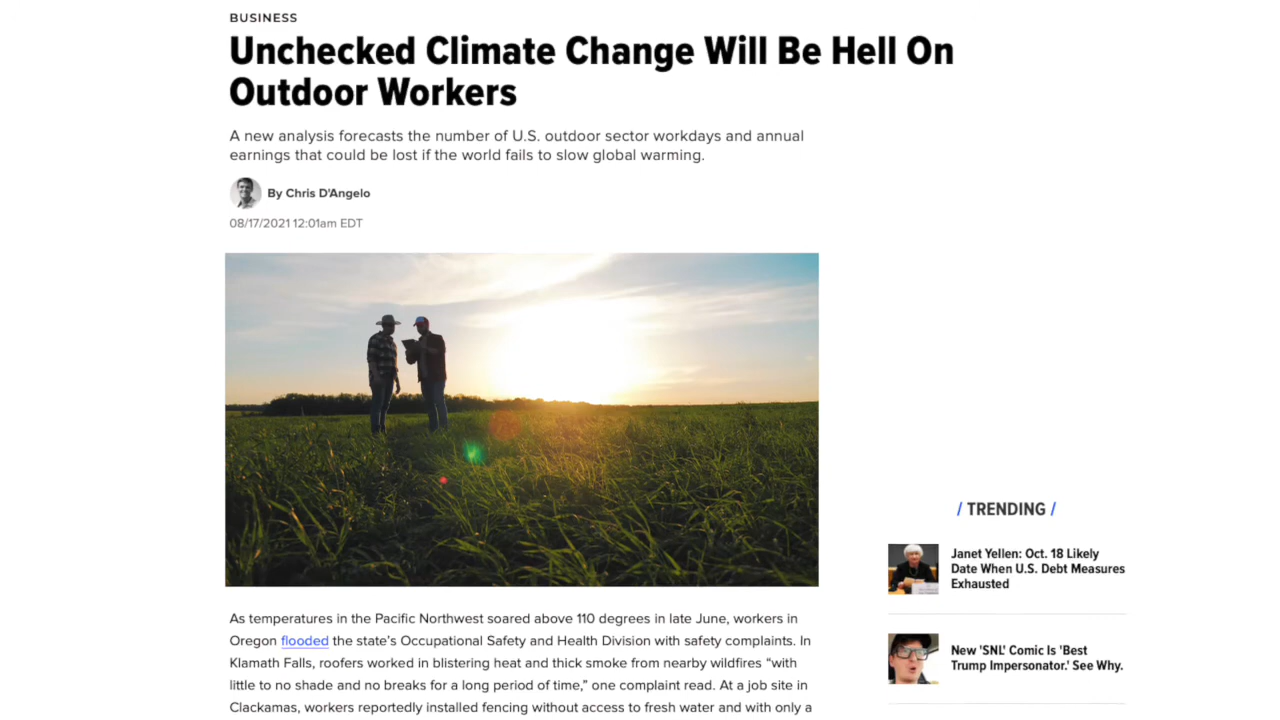 BUSINESS
Unchecked Climate Change Will Be Hell On
Outdoor Workers
A new analysis forecasts the number of U.S. outdoor sector workdays and annual
earnings that could be lost if the world fails to slow global warming.
By Chris D'Angelo
08/17/2021 12:01am EDT
As temperatures in the Pacific Northwest soared above 110 degrees in late June, workers in
Oregon flooded the state’s Occupational Safety and Health Division with safety complaints. In
Klamath Falls, roofers worked in blistering heat and thick smoke from nearby wildfires “with
little to no shade and no breaks for a long period of time,” one complaint read. At a job site in
Clackamas, workers reportedly installed fencing without access to fresh water and with only a
/ TRENDING /
Janet Yellen: Oct. 18 Likely
Date When U.S. Debt Measures
Exhausted
New 'SNL' Comic Is 'Best
Trump Impersonator.' See Why.